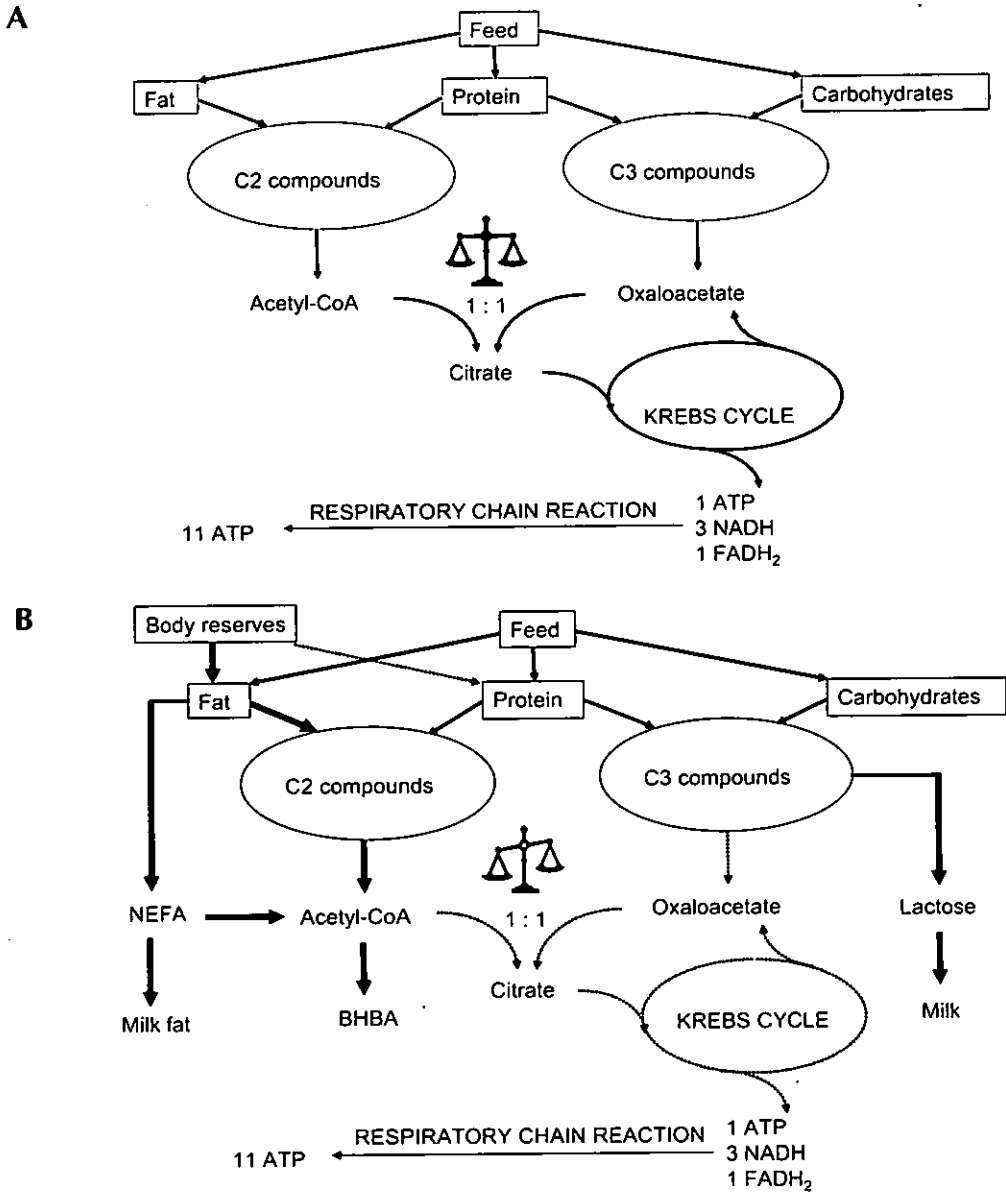 A
Feed
Fat
Protein
Carbohydrates
C2 compounds
C3 compounds
Acetyl-CoA
1 : 1
Oxaloacetate
Citrate
KREBS CYCLE
11 ATP
RESPIRATORY CHAIN REACTION
1 ATP
3 NADH
1 FADH₂
B
Body reserves
Feed
Fat
Protein
Carbohydrates
C2 compounds
C3 compounds
NEFA
Acetyl-CoA
1 : 1
Oxaloacetate
Lactose
Citrate
Milk fat
BHBA
KREBS CYCLE
Milk
11 ATP
RESPIRATORY CHAIN REACTION
1 ATP
3 NADH
1 FADH₂